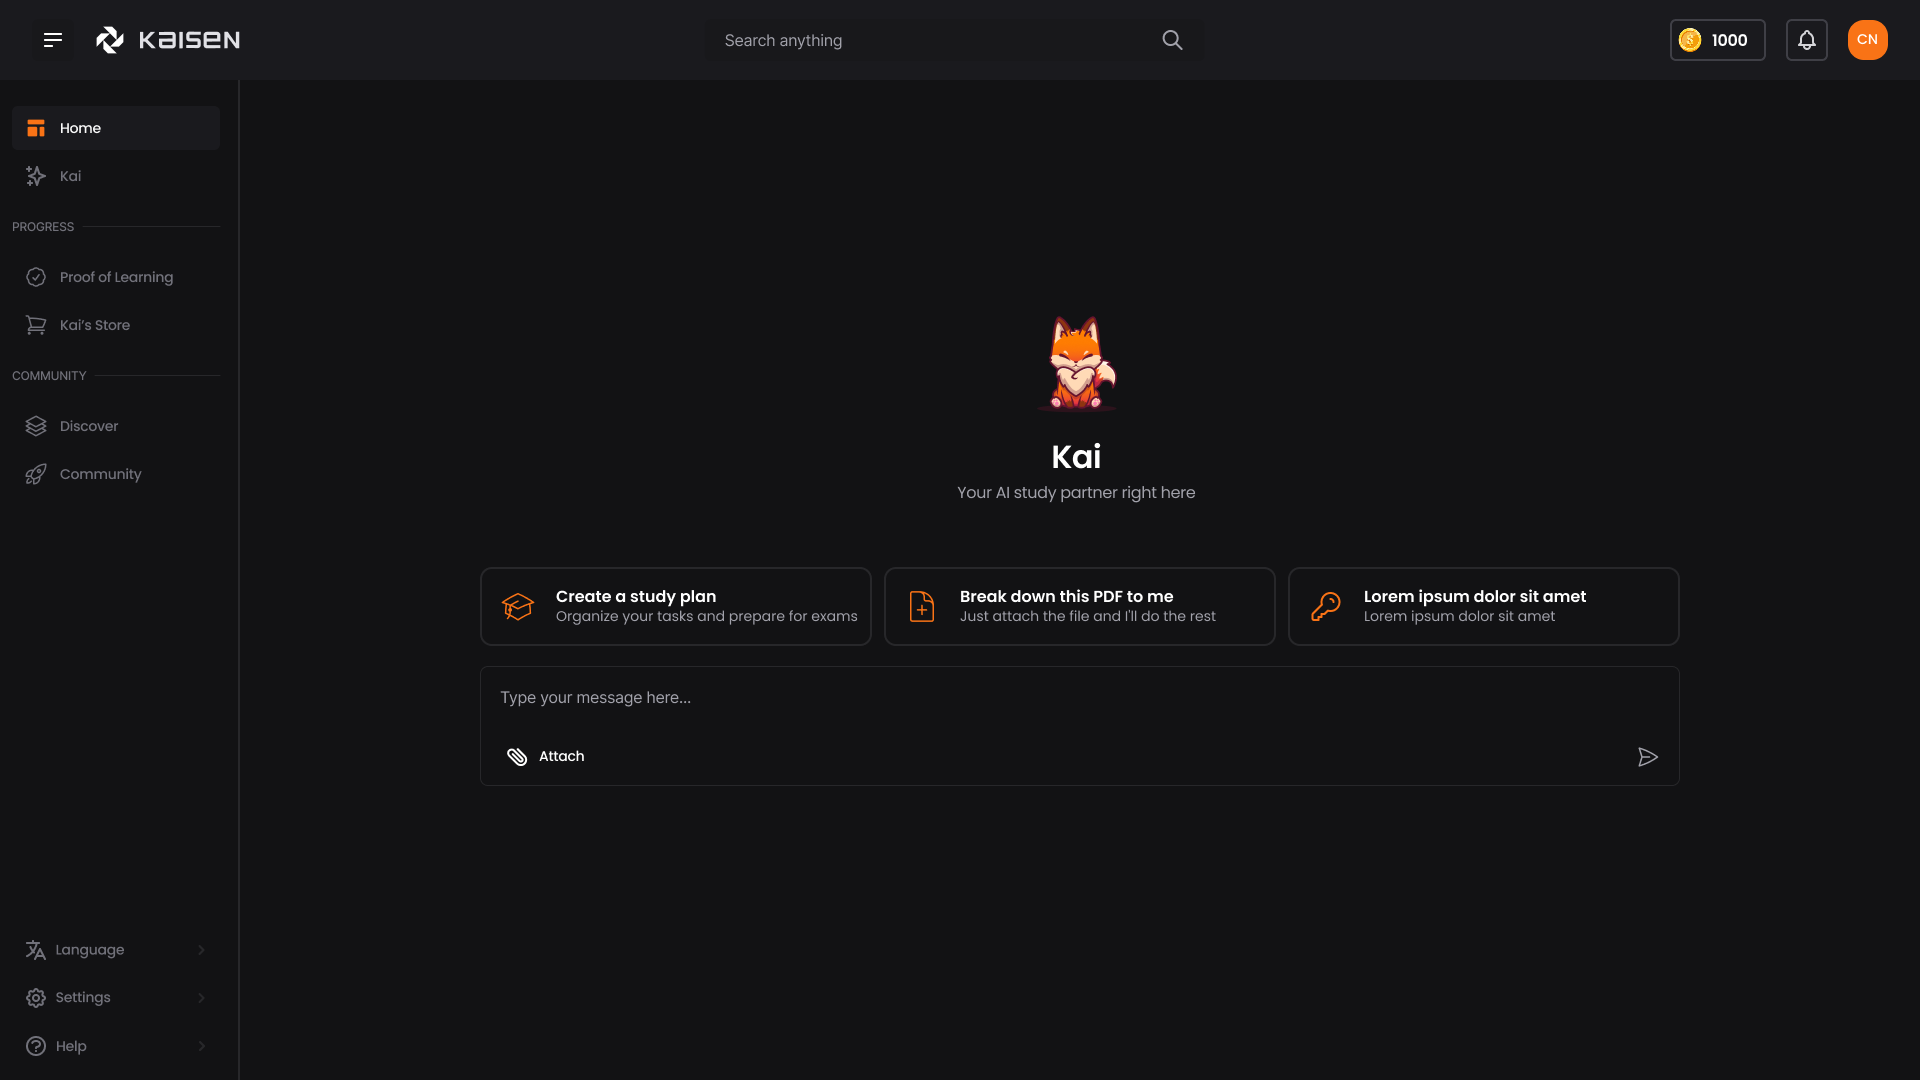 KAISEN
Search anything
1000
CN
Home
Kai
PROGRESS
Proof of Learning
Kai's Store
COMMUNITY
Discover
Community
Kai
Your AI study partner right here
Create a study plan
Organize your tasks and prepare for exams
Break down this PDF to me
Just attach the file and I'll do the rest
Lorem ipsum dolor sit amet
Lorem ipsum dolor sit amet
Type your message here...
Attach
Language
Settings
Help